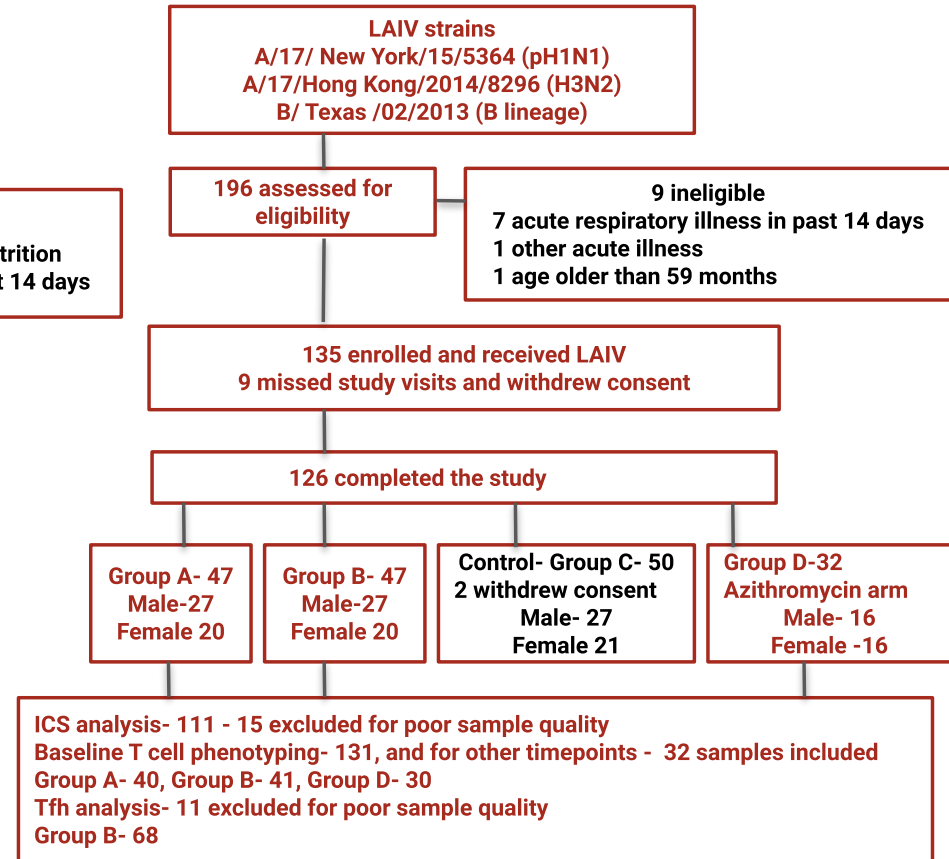 LAIV strains
A/17/ New York/15/5364 (pH1N1)
A/17/Hong Kong/2014/8296 (H3N2)
B/ Texas /02/2013 (B lineage)
196 assessed for
eligibility
9 ineligible
7 acute respiratory illness in past 14 days
1 other acute illness
1 age older than 59 months
trition
t 14 days
135 enrolled and received LAIV
9 missed study visits and withdrew consent
126 completed the study
Group A- 47
Male-27
Female 20
Group B- 47
Male-27
Female 20
Control- Group C- 50
2 withdrew consent
Male- 27
Female 21
Group D-32
Azithromycin arm
Male- 16
Female -16
ICS analysis- 111 - 15 excluded for poor sample quality
Baseline T cell phenotyping- 131, and for other timepoints -  32 samples included
Group A- 40, Group B- 41, Group D- 30
Tfh analysis- 11 excluded for poor sample quality
Group B- 68